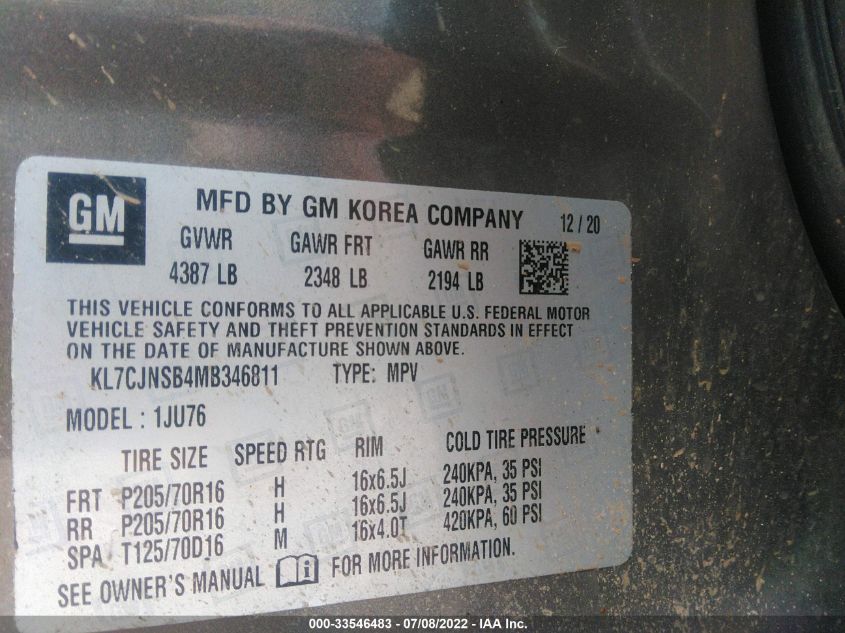 GM
MFD BY GM KOREA COMPANY 12 / 20
GVWR GAWR FRT GAWR RR
4387 LB 2348 LB 2194 LB
THIS VEHICLE CONFORMS TO ALL APPLICABLE U.S. FEDERAL MOTOR
VEHICLE SAFETY AND THEFT PREVENTION STANDARDS IN EFFECT
ON THE DATE OF MANUFACTURE SHOWN ABOVE.
KL7CJNSB4MB346811 TYPE: MPV
MODEL : 1JU76
TIRE SIZE SPEED RTG RIM COLD TIRE PRESSURE
FRT P205/70R16 H 16x6.5J 240KPA, 35 PSI
RR P205/70R16 H 16x6.5J 240KPA, 35 PSI
SPA T125/70D16 M 16x4.0T 420KPA, 60 PSI
SEE OWNER'S MANUAL FOR MORE INFORMATION.
000-33546483 - 07/08/2022 - IAA Inc.